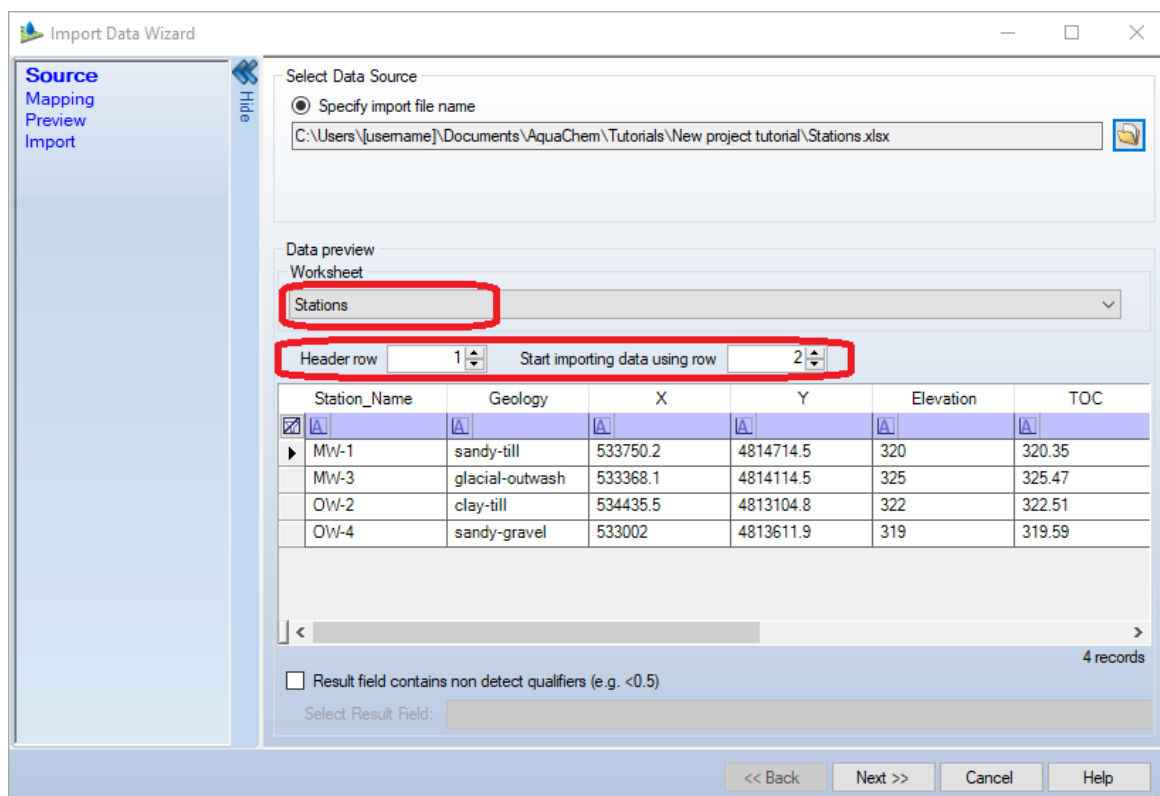 Import Data Wizard
Source
Mapping
Preview
Import
Hide
Select Data Source
Specify import file name
C:\Users\[username]\Documents\AquaChem\Tutorials\New project tutorial\Stations.xlsx
Data preview
Worksheet
Stations
Header row 1 Start importing data using row 2
Station_Name Geology X Y Elevation TOC
A A A A A A
MW-1 sandy-till 533750.2 4814714.5 320 320.35
MW-3 glacial-outwash 533368.1 4814114.5 325 325.47
OW-2 clay-till 534435.5 4813104.8 322 322.51
OW-4 sandy-gravel 533002 4813611.9 319 319.59
4 records
Result field contains non detect qualifiers (e.g. <0.5)
Select Result Field:
<< Back Next >> Cancel Help